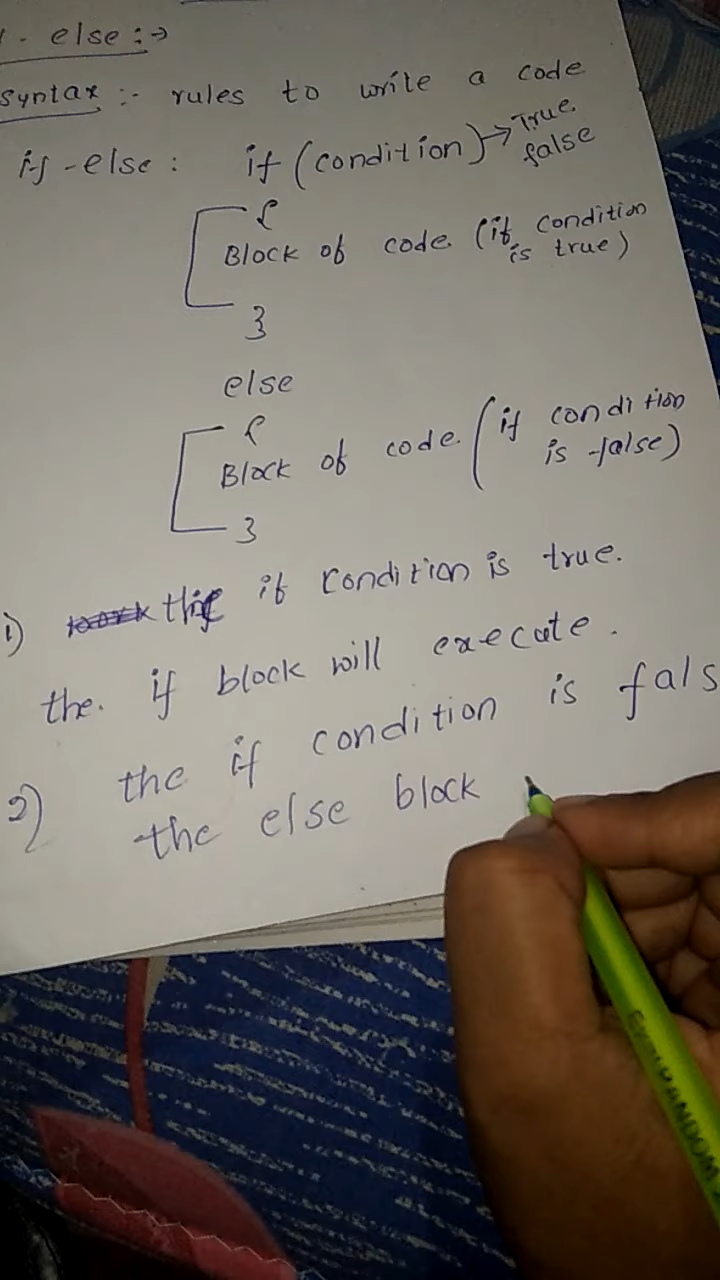 - else :→
syntax :- rules to write a code
if -else : if (condition) → True
false
{
Block of code (if condition
is true)
}
else
{
Block of code. (if condition
is false)
}
1) the if condition is true.
the. if block will execute.
2) the if condition is fals
the else block